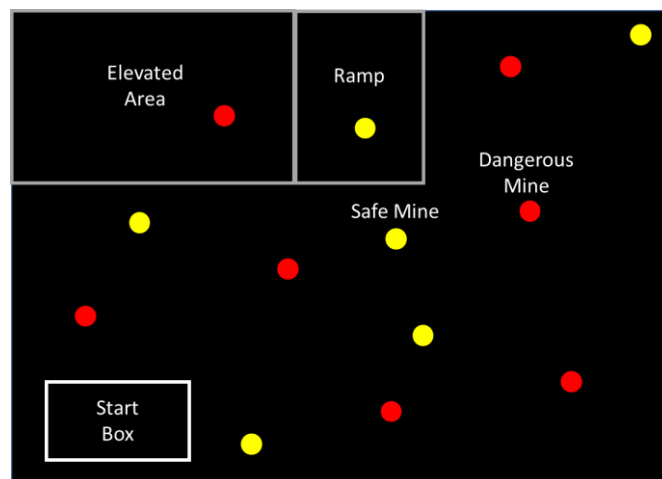 Elevated
Area
Ramp
Dangerous
Mine
Safe Mine
Start
Box